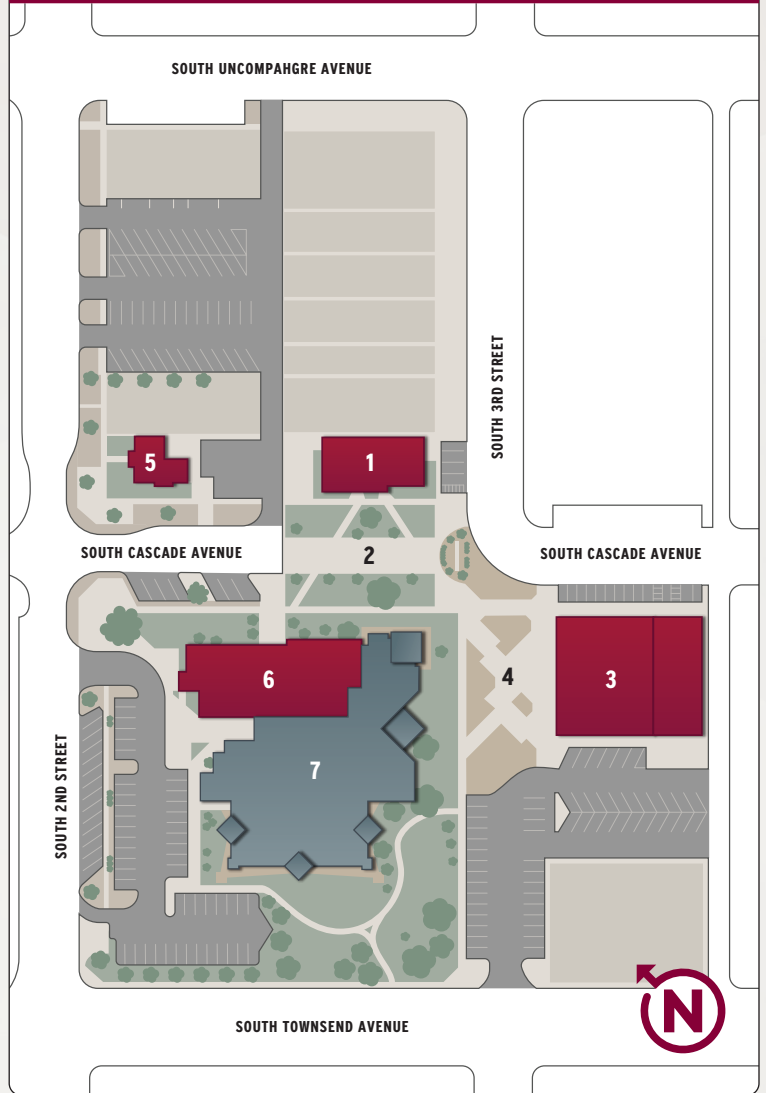 SOUTH UNCOMPAHGRE AVENUE
SOUTH 3RD STREET
5
1
SOUTH CASCADE AVENUE
2
SOUTH CASCADE AVENUE
6
4
3
7
SOUTH 2ND STREET
N
SOUTH TOWNSEND AVENUE